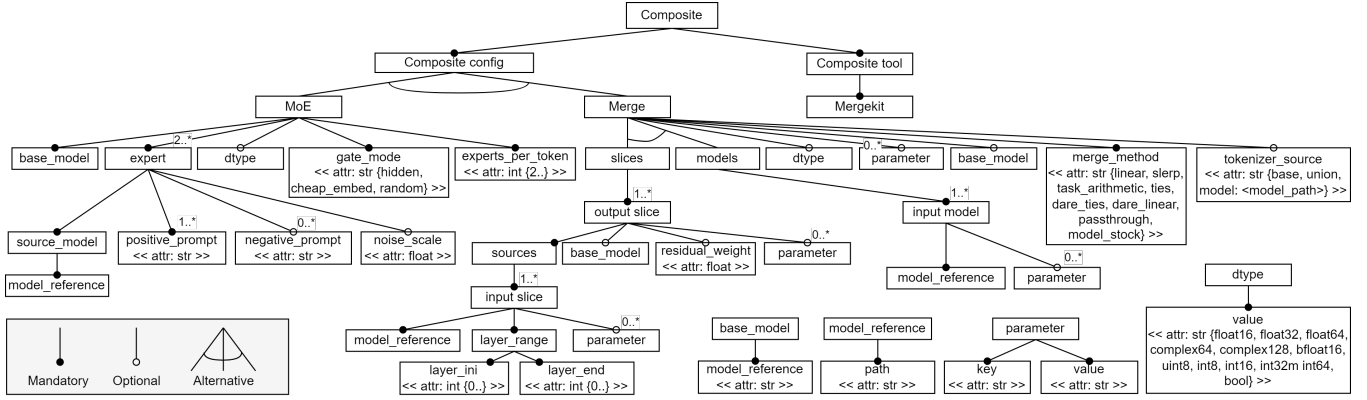 Composite
Composite config
Composite tool
MoE
Merge
Mergekit
2..*
0..*
base_model
expert
dtype
gate_mode
<< attr: str {hidden,
cheap_embed, random} >>
experts_per_token
<< attr: int {2..} >>
slices
models
dtype
parameter
base_model
merge_method
<< attr: str {linear, slerp,
task_arithmetic, ties,
dare_ties, dare_linear,
passthrough,
model_stock} >>
tokenizer_source
<< attr: str {base, union,
model: <model_path>} >>
1..*
1..*
output slice
input model
1..*
0..*
source_model
positive_prompt
<< attr: str >>
negative_prompt
<< attr: str >>
noise_scale
<< attr: float >>
0..*
sources
base_model
residual_weight
<< attr: float >>
parameter
0..*
model_reference
model_reference
parameter
dtype
1..*
input slice
0..*
model_reference
layer_range
parameter
layer_ini
<< attr: int {0..} >>
layer_end
<< attr: int {0..} >>
base_model
model_reference
<< attr: str >>
model_reference
path
<< attr: str >>
parameter
key
<< attr: str >>
value
<< attr: str >>
value
<< attr: str {float16, float32, float64,
complex64, complex128, bfloat16,
uint8, int8, int16, int32m int64,
bool} >>
Mandatory
Optional
Alternative